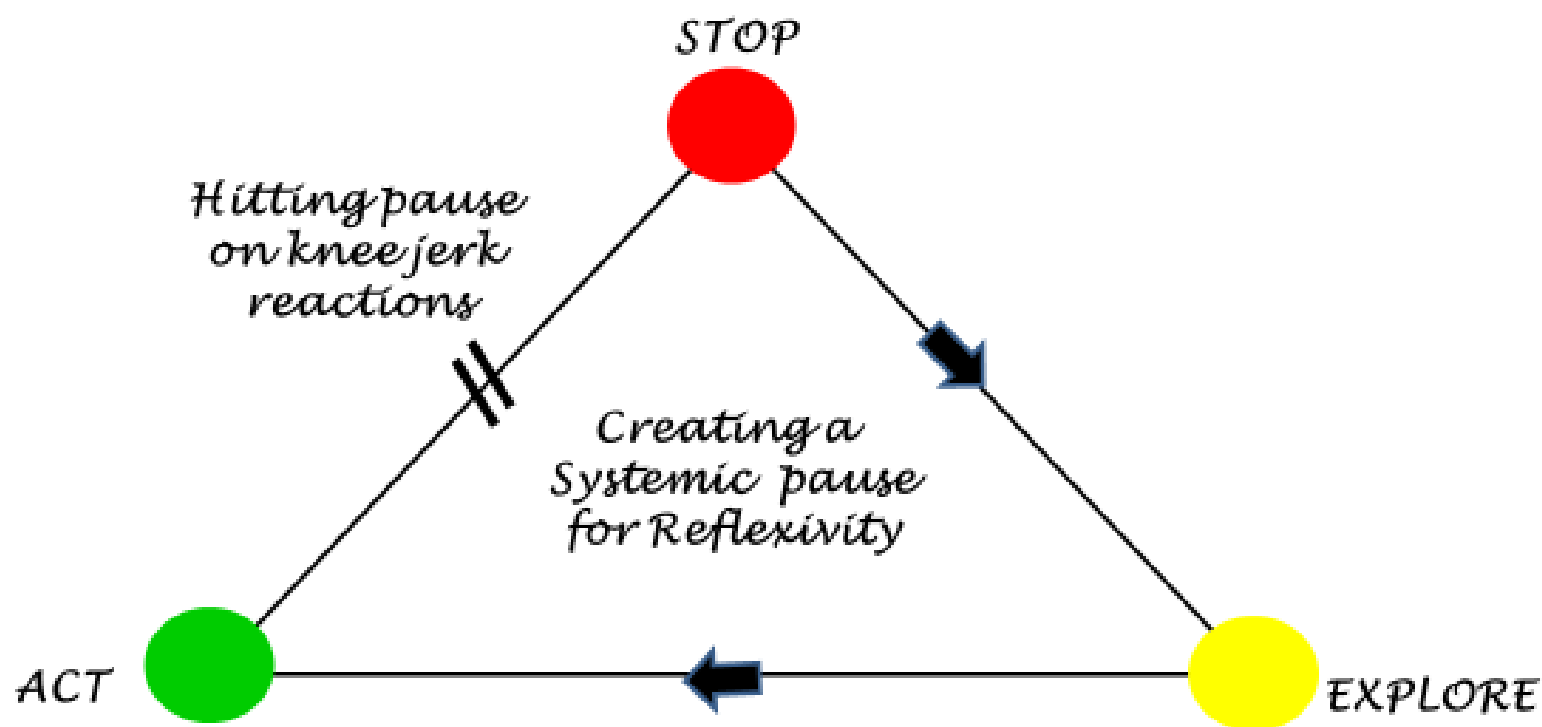 STOP
Hitting pause
on knee jerk
reactions
Creating a
Systemic pause
for Reflexivity
ACT
EXPLORE